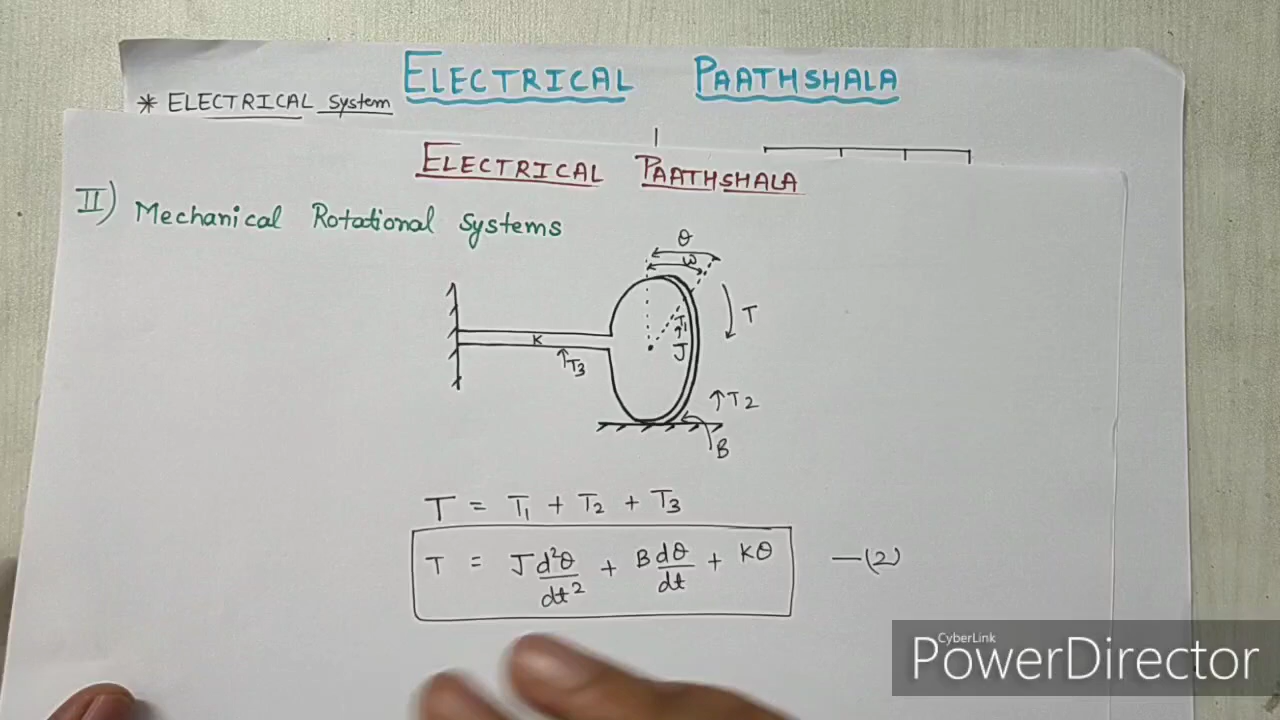 ELECTRICAL PAATHSHALA
* ELECTRICAL System
ELECTRICAL PAATHSHALA
II) Mechanical Rotational Systems
θ
ω
T
T1
K
J
T3
T2
B
T = T1 + T2 + T3
T = J d²θ/dt² + B dθ/dt + Kθ —(2)
CyberLink
PowerDirector